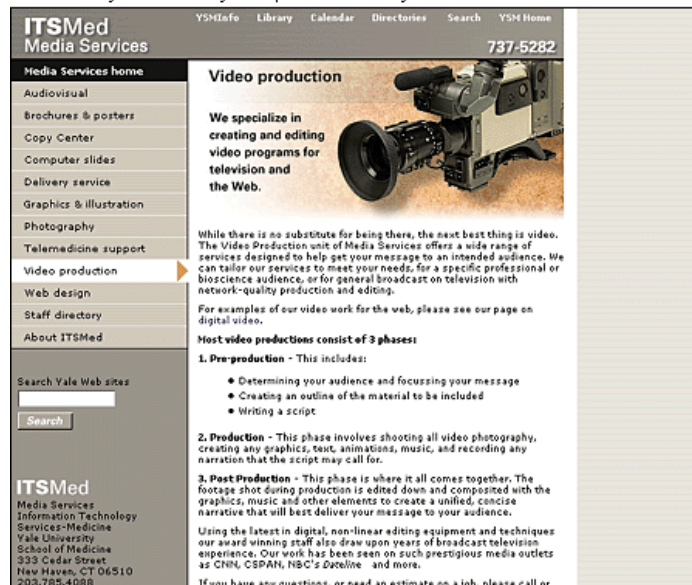 YSMInfo Library Calendar Directories Search YSM Home
ITSMed
Media Services
737-5282
Media Services home
Audiovisual
Brochures & posters
Copy Center
Computer slides
Delivery service
Graphics & illustration
Photography
Telemedicine support
Video production
Web design
Staff directory
About ITSMed
Search Yale Web sites
Search
ITSMed
Media Services
Information Technology
Services-Medicine
Yale University
School of Medicine
333 Cedar Street
New Haven, CT 06510
203.785.4088
Video production
We specialize in
creating and editing
video programs for
television and
the Web.
While there is no substitute for being there, the next best thing is video.
The Video Production unit of Media Services offers a wide range of
services designed to help get your message to an intended audience. We
can tailor our services to meet your needs, for a specific professional or
bioscience audience, or for general broadcast on television with
network-quality production and editing.
For examples of our video work for the web, please see our page on
digital video.
Most video productions consist of 3 phases:
1. Pre-production - This includes:
● Determining your audience and focussing your message
● Creating an outline of the material to be included
● Writing a script
2. Production - This phase involves shooting all video photography,
creating any graphics, text, animations, music, and recording any
narration that the script may call for.
3. Post Production - This phase is where it all comes together. The
footage shot during production is edited down and composited with the
graphics, music and other elements to create a unified, concise
narrative that will best deliver your message to your audience.
Using the latest in digital, non-linear editing equipment and techniques
our award winning staff also draw upon years of broadcast television
experience. Our work has been seen on such prestigious media outlets
as CNN, CSPAN, NBC's Dateline and more.
If you have any questions, or need an estimate on a job, please call or